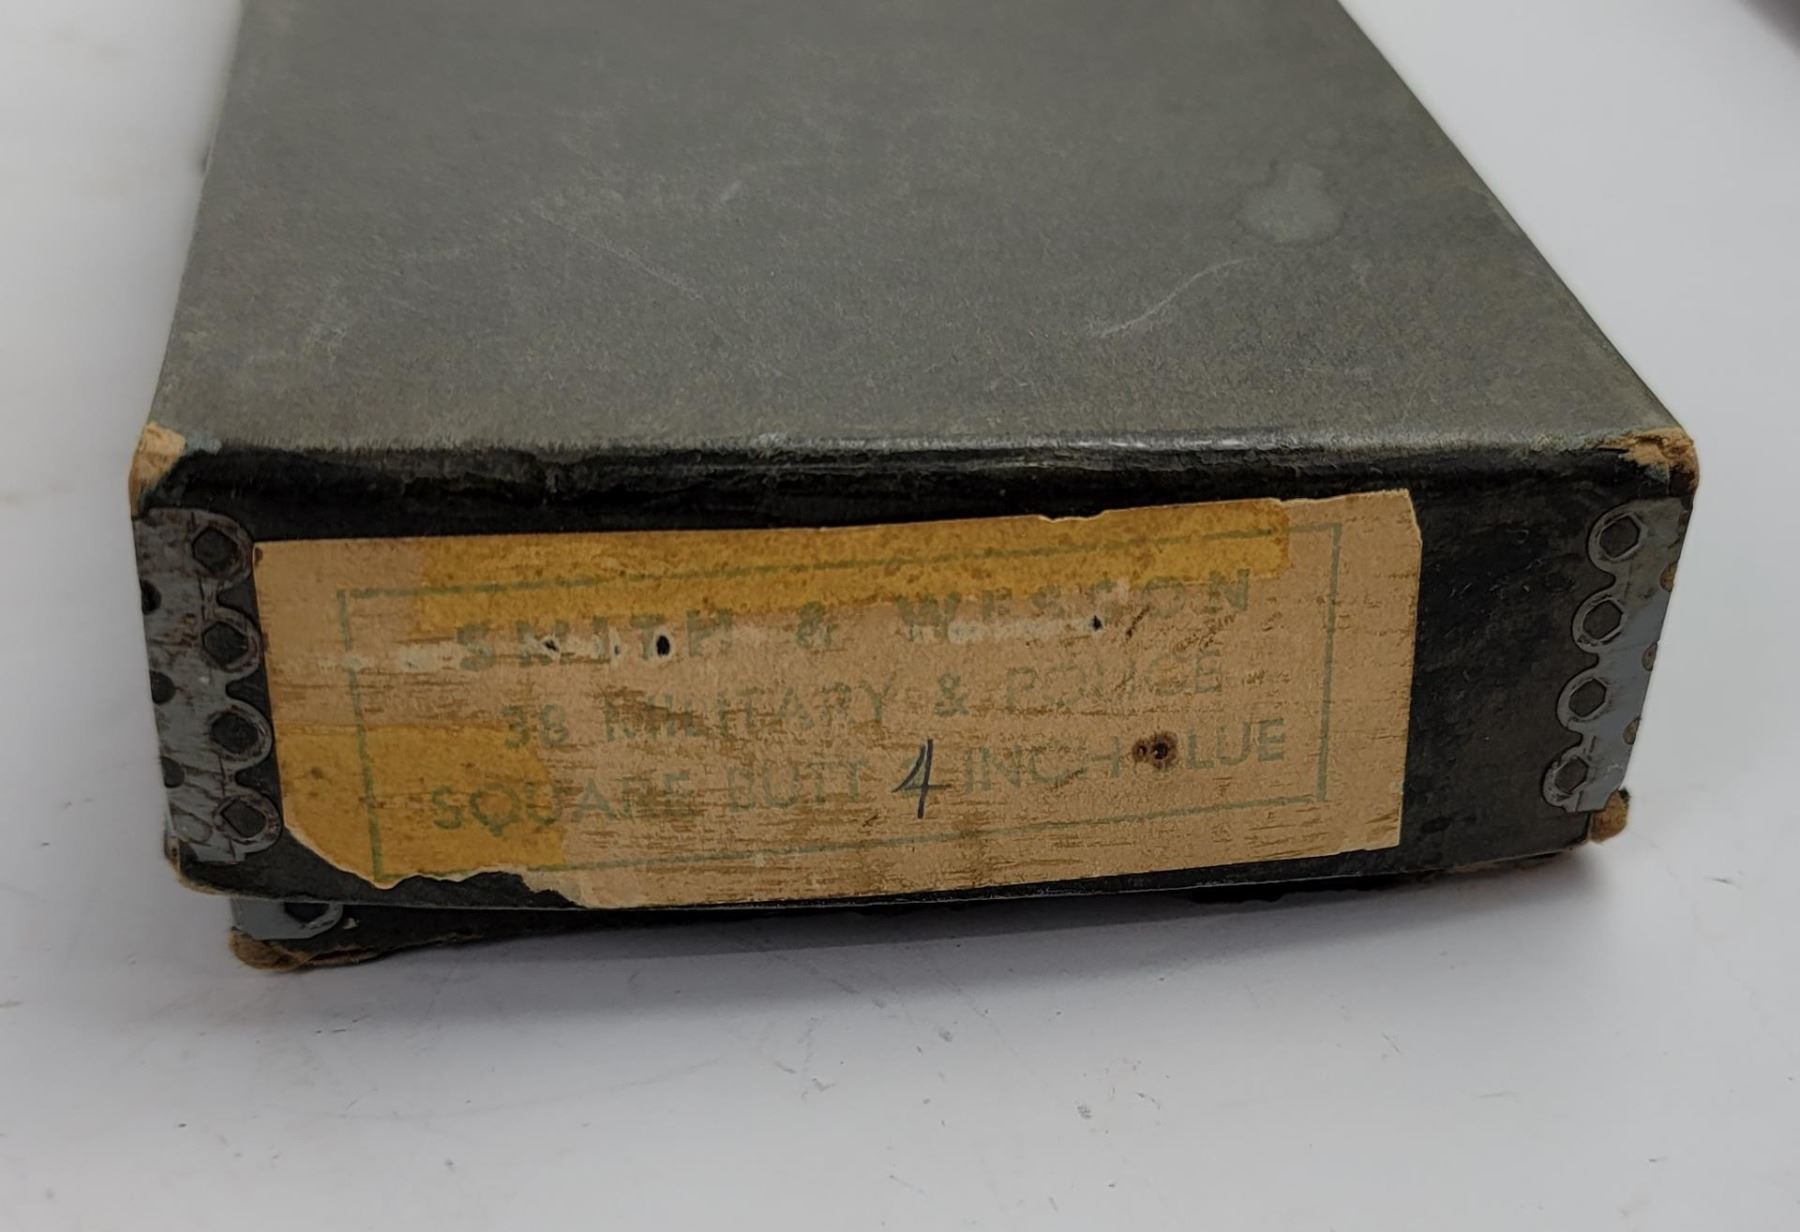 SMITH & WESSON
38 MILITARY & POLICE
SQUARE BUTT 4 INCH BLUE